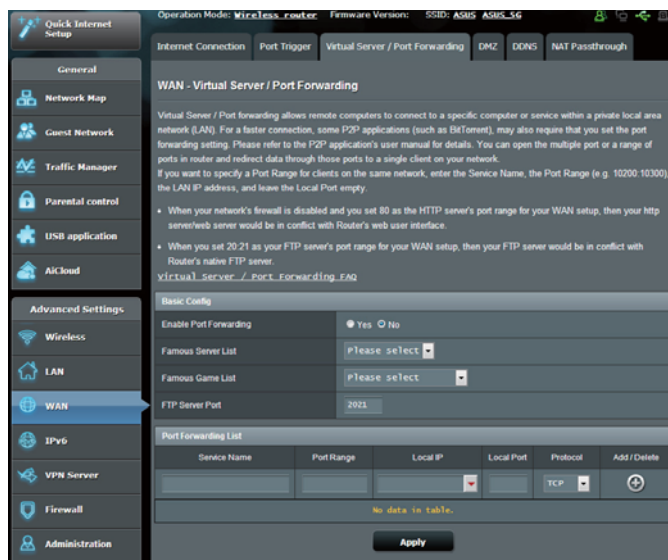 Quick Internet
Setup
General
Network Map
Guest Network
Traffic Manager
Parental control
USB application
AiCloud
Advanced Settings
Wireless
LAN
WAN
IPv6
VPN Server
Firewall
Administration
Operation Mode: Wireless router Firmware Version: SSID: ASUS ASUS_5G
Internet Connection Port Trigger Virtual Server / Port Forwarding DMZ DDNS NAT Passthrough
WAN - Virtual Server / Port Forwarding
Virtual Server / Port forwarding allows remote computers to connect to a specific computer or service within a private local area
network (LAN). For a faster connection, some P2P applications (such as BitTorrent), may also require that you set the port
forwarding setting. Please refer to the P2P application's user manual for details. You can open the multiple port or a range of
ports in router and redirect data through those ports to a single client on your network.
If you want to specify a Port Range for clients on the same network, enter the Service Name, the Port Range (e.g. 10200:10300),
the LAN IP address, and leave the Local Port empty.
• When your network's firewall is disabled and you set 80 as the HTTP server's port range for your WAN setup, then your http
server/web server would be in conflict with Router's web user interface.
• When you set 20:21 as your FTP server's port range for your WAN setup, then your FTP server would be in conflict with
Router's native FTP server.
Virtual Server / Port Forwarding FAQ
Basic Config
Enable Port Forwarding Yes No
Famous Server List Please select
Famous Game List Please select
FTP Server Port 2021
Port Forwarding List
Service Name Port Range Local IP Local Port Protocol Add / Delete
TCP
No data in table.
Apply